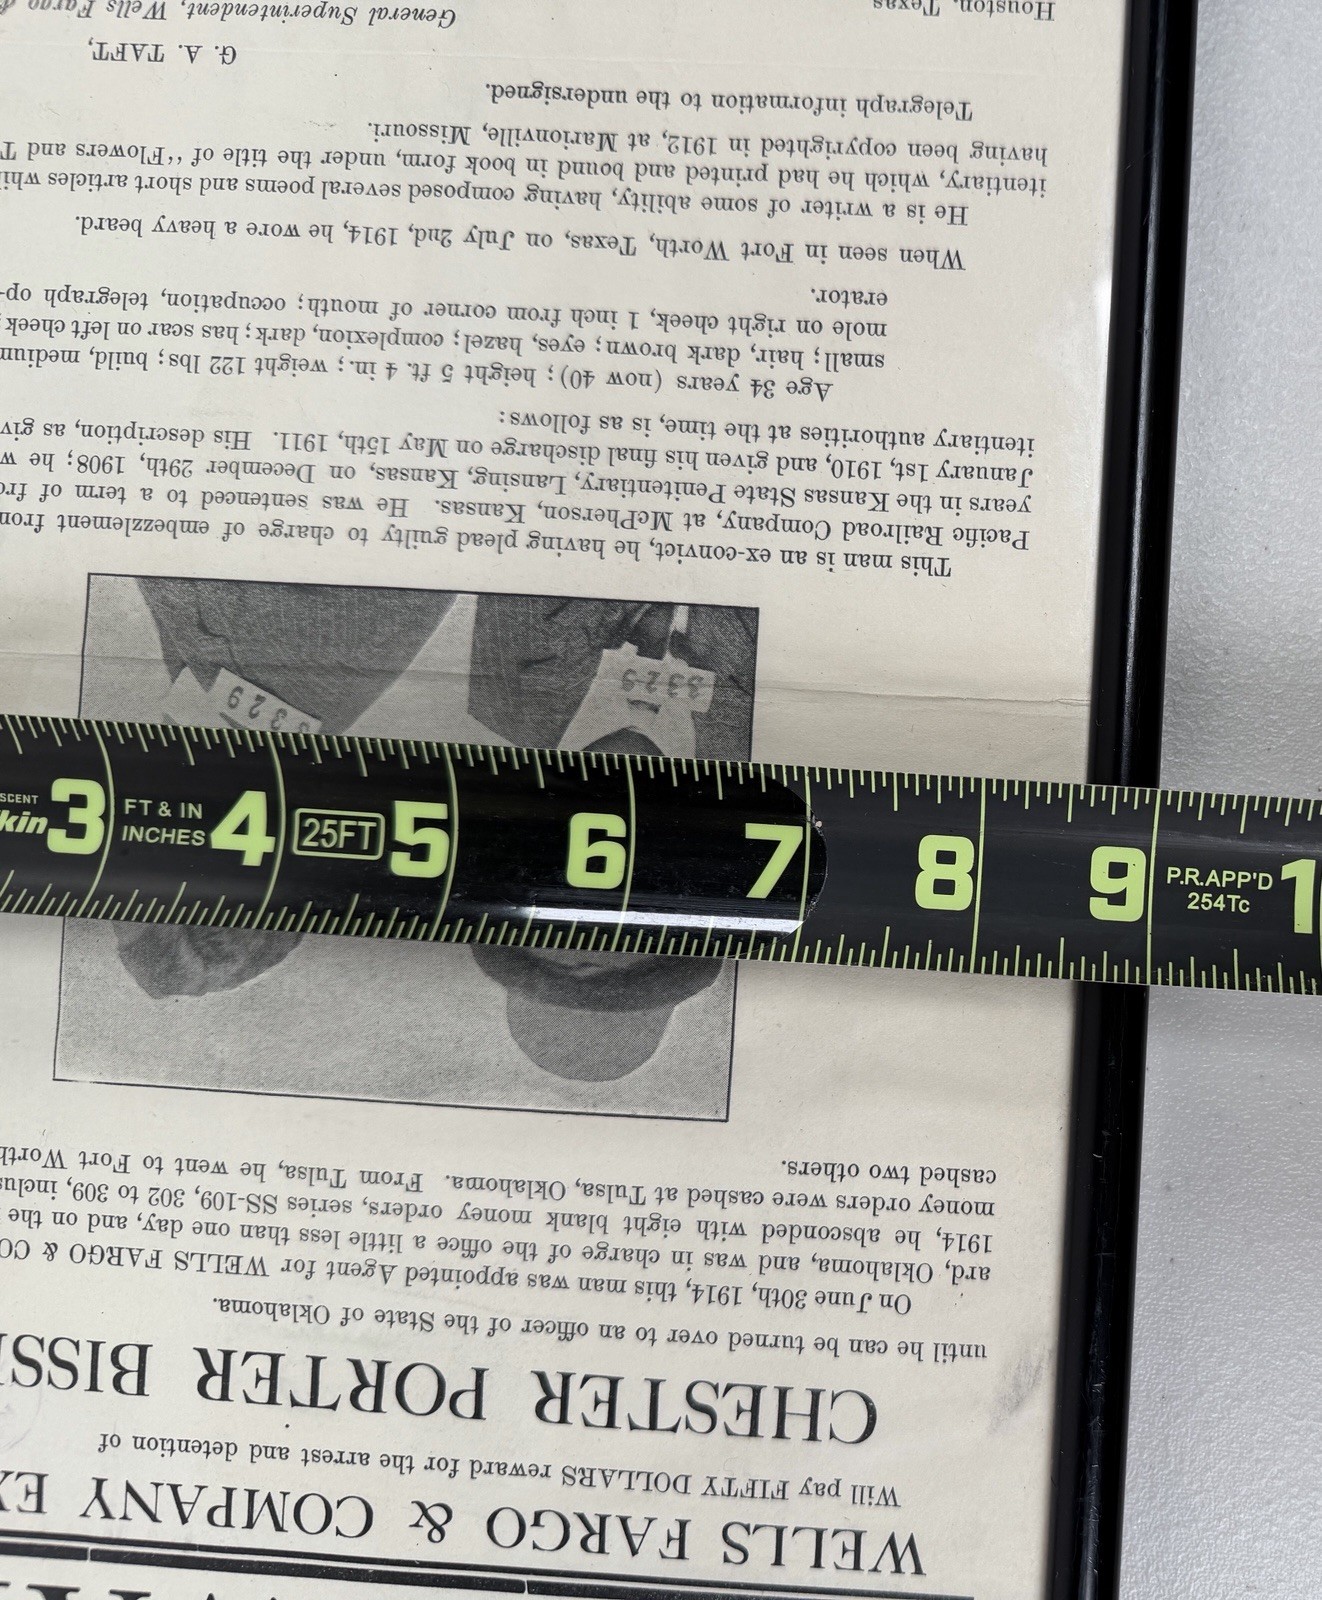 WELLS FARGO & COMPANY EX
Will pay FIFTY DOLLARS reward for the arrest and detention of
CHESTER PORTER BISS
until he can be turned over to an officer of the State of Oklahoma.
On June 30th, 1914, this man was appointed Agent for WELLS FARGO & CO
ard, Oklahoma, and was in charge of the office a little less than one day, and on the
1914, he absconded with eight blank money orders, series SS-109, 302 to 309, inclus
money orders were cashed at Tulsa, Oklahoma. From Tulsa, he went to Fort Worth
cashed two others.
3329
3329
This man is an ex-convict, he having plead guilty to charge of embezzlement from
Pacific Railroad Company, at McPherson, Kansas. He was sentenced to a term of fro
years in the Kansas State Penitentiary, Lansing, Kansas, on December 29th, 1908; he w
January 1st, 1910, and given his final discharge on May 15th, 1911. His description, as giv
itentiary authorities at the time, is as follows:
Age 34 years (now 40); height 5 ft. 4 in.; weight 122 lbs; build, medium
small; hair, dark brown; eyes, hazel; complexion, dark; has scar on left cheek
mole on right cheek, 1 inch from corner of mouth; occupation, telegraph op-
erator.
When seen in Fort Worth, Texas, on July 2nd, 1914, he wore a heavy beard.
He is a writer of some ability, having composed several poems and short articles whi
itentiary, which he had printed and bound in book form, under the title of "Flowers and T
having been copyrighted in 1912, at Marionville, Missouri.
Telegraph information to the undersigned.
G. A. TAFT,
General Superintendent, Wells Fargo &
Houston, Texas
SCENT
kin 3 FT & IN INCHES 4 25FT 5 6 7 8 9 P.R.APP'D 254Tc 1